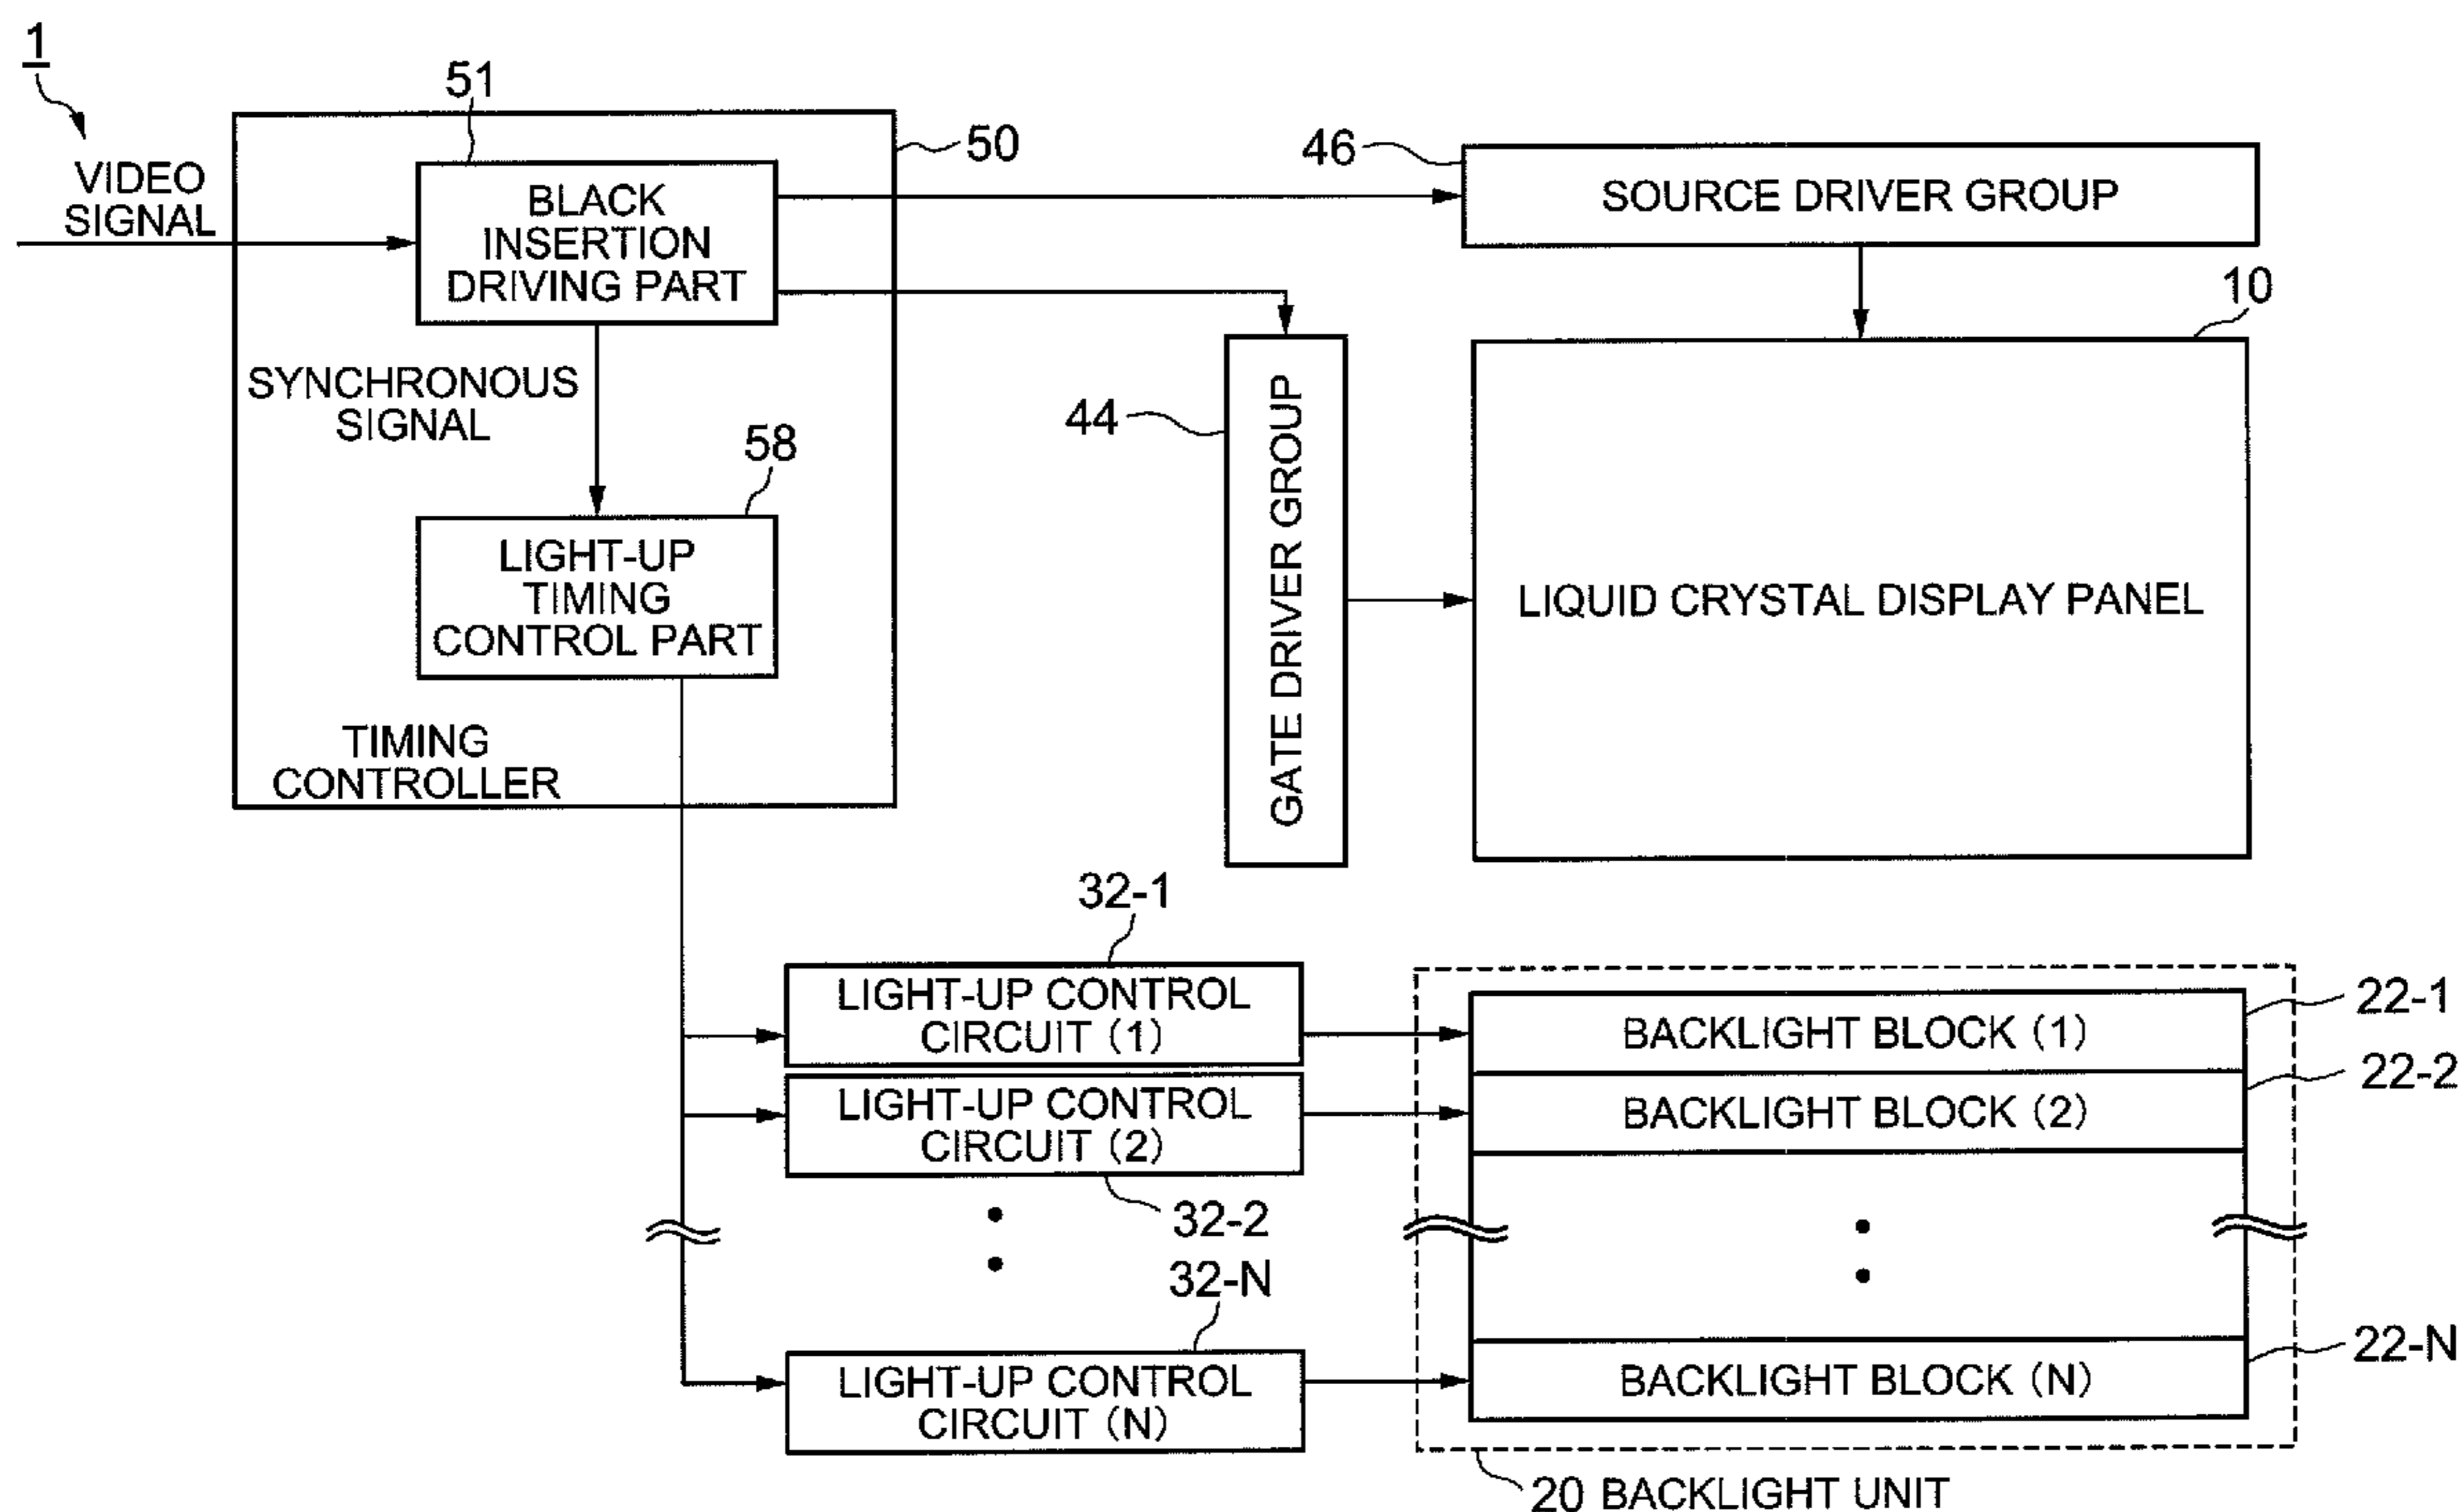 1
VIDEO
SIGNAL
51
50
BLACK
INSERTION
DRIVING PART
SYNCHRONOUS
SIGNAL
58
LIGHT-UP
TIMING
CONTROL PART
TIMING
CONTROLLER
46
SOURCE DRIVER GROUP
10
44
GATE DRIVER GROUP
LIQUID CRYSTAL DISPLAY PANEL
32-1
LIGHT-UP CONTROL
CIRCUIT (1)
LIGHT-UP CONTROL
CIRCUIT (2)
32-2
32-N
LIGHT-UP CONTROL
CIRCUIT (N)
BACKLIGHT BLOCK (1)
22-1
BACKLIGHT BLOCK (2)
22-2
BACKLIGHT BLOCK (N)
22-N
20 BACKLIGHT UNIT